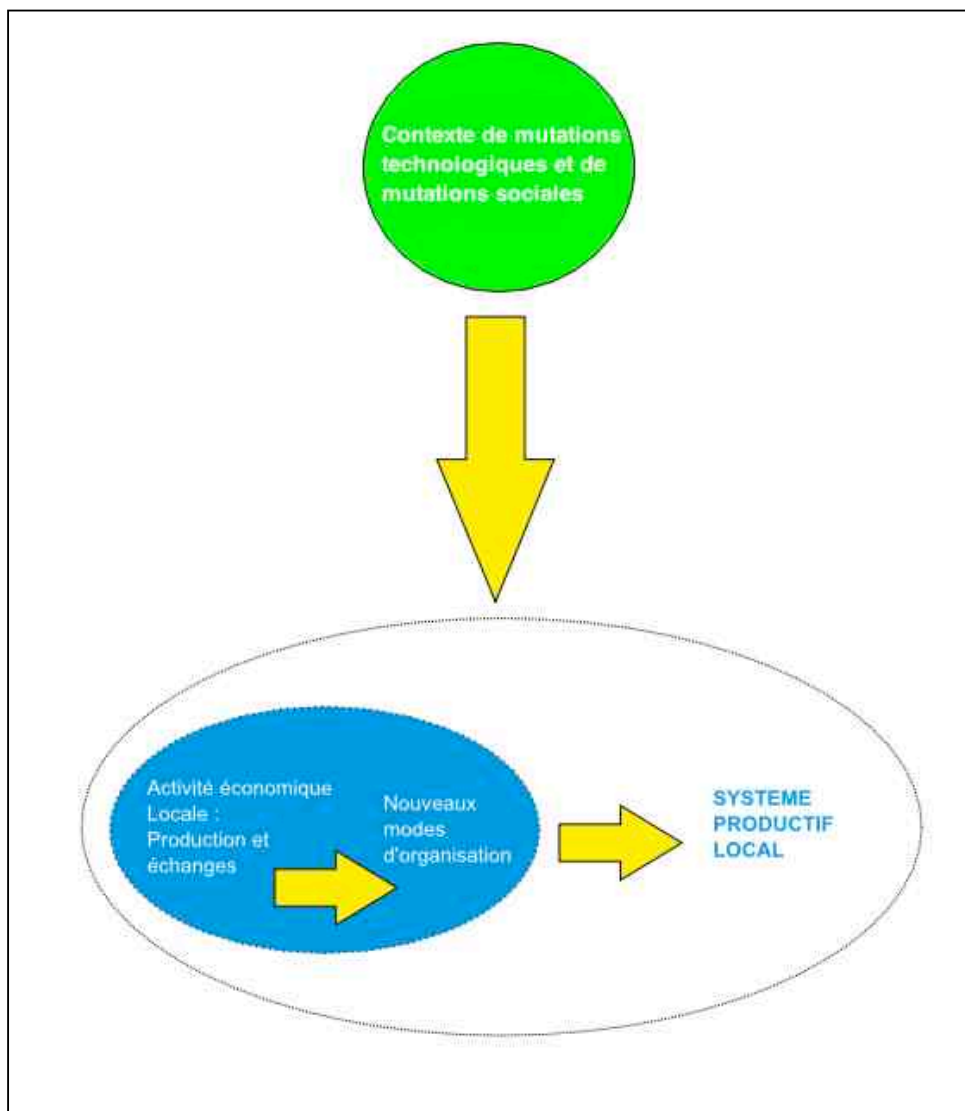 Contexte de mutations
technologiques et de
mutations sociales
Activité économique
Locale :
Production et
échanges
Nouveaux
modes
d'organisation
SYSTEME
PRODUCTIF
LOCAL